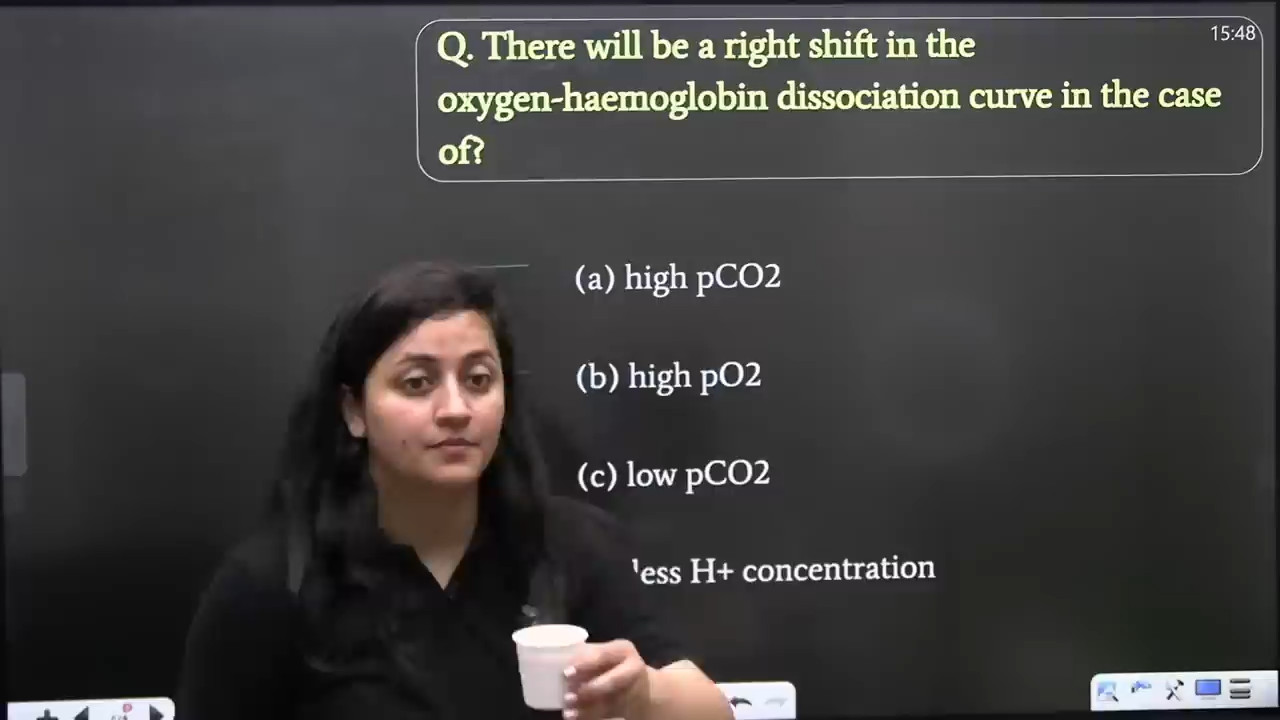 15:48
Q. There will be a right shift in the
oxygen-haemoglobin dissociation curve in the case
of?
(a) high pCO2
(b) high pO2
(c) low pCO2
less H+ concentration